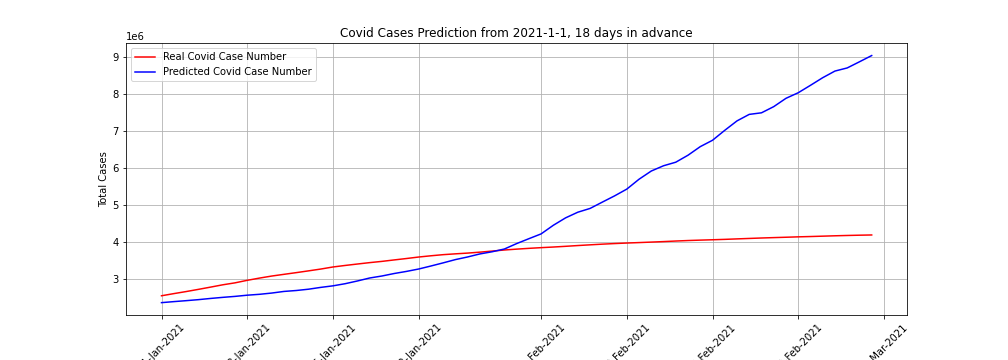 Covid Cases Prediction from 2021-1-1, 18 days in advance
1e6
Real Covid Case Number
Predicted Covid Case Number
Total Cases
9
8
7
6
5
4
3
-Jan-2021
-Jan-2021
-Jan-2021
-Jan-2021
Feb-2021
-Feb-2021
-Feb-2021
-Feb-2021
Mar-2021